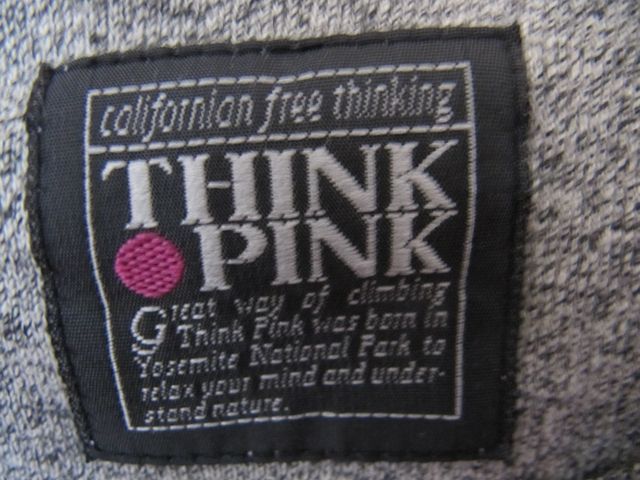 californian free thinking
THINK
PINK
Great way of climbing
Think Pink was born in
Yosemite National Park to
relax your mind and under-
stand nature.